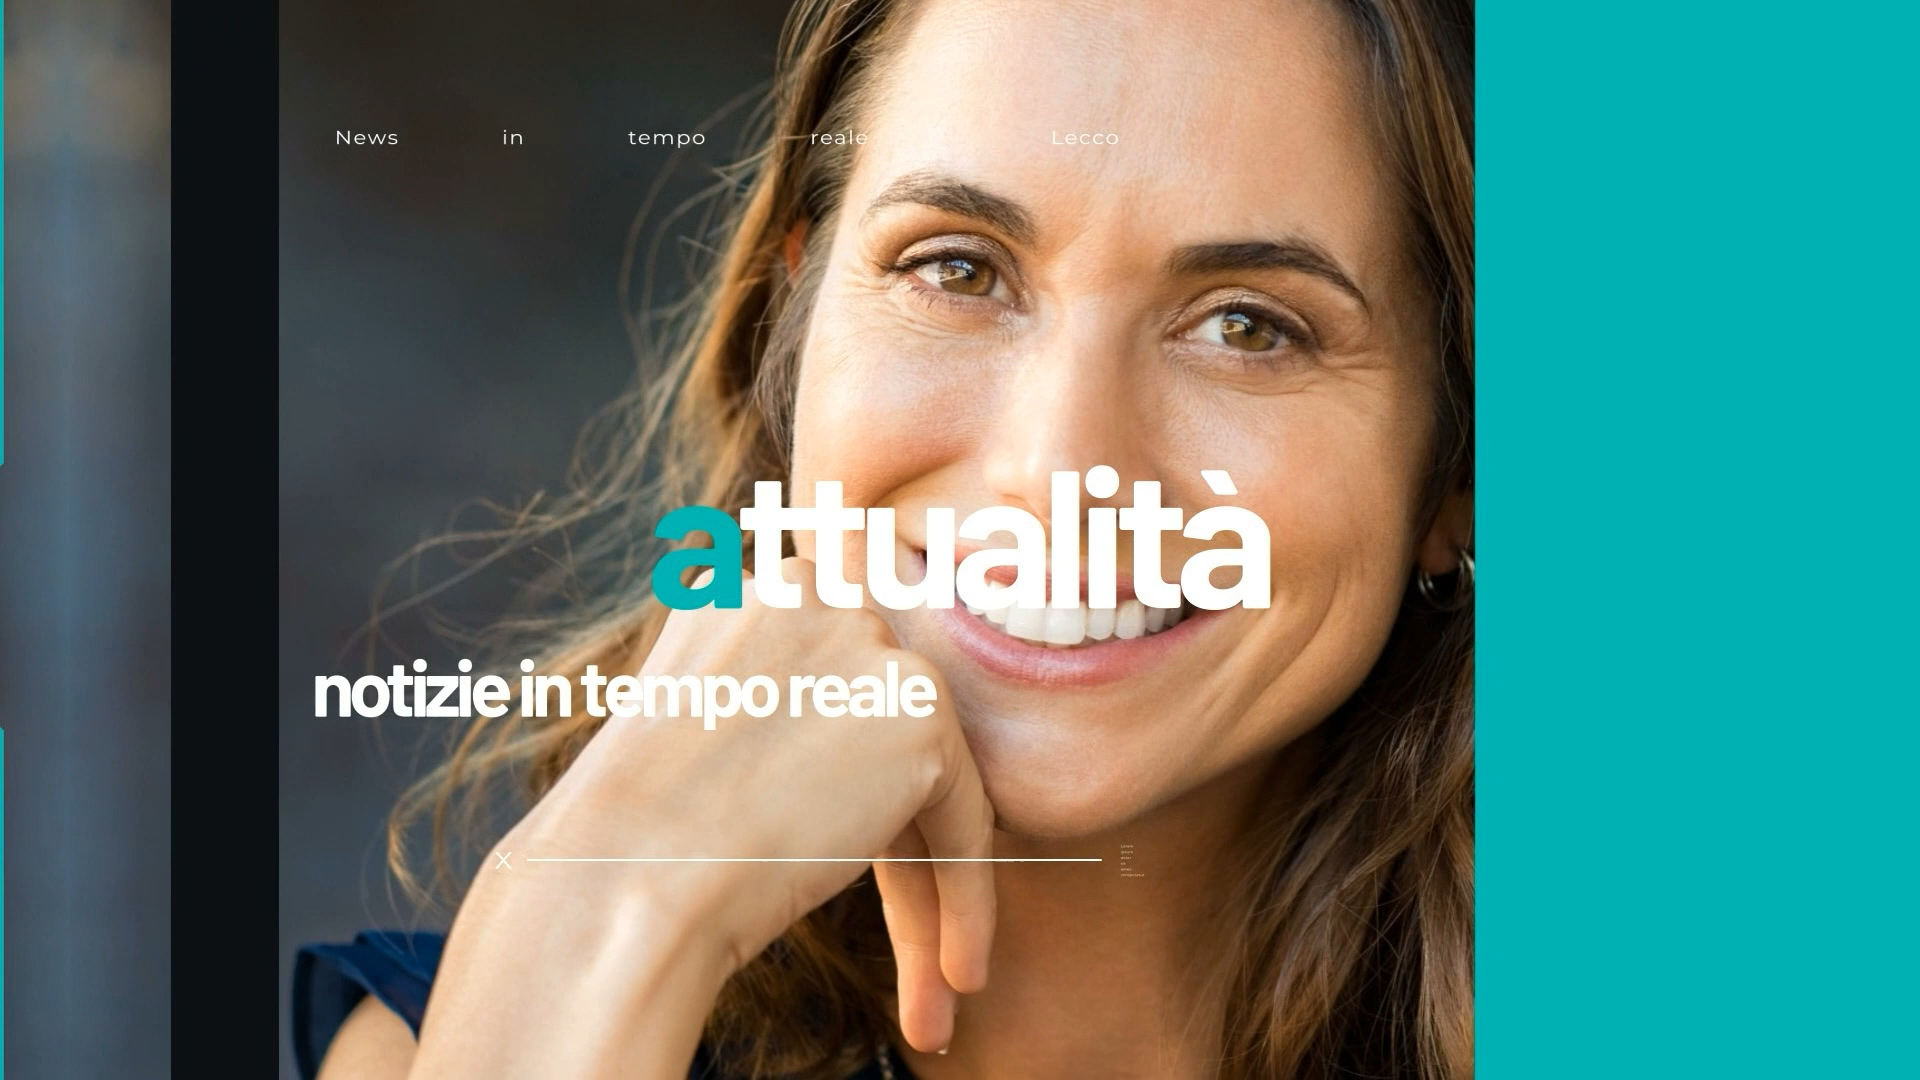 News in tempo reale Lecco
attualità
notizie in tempo reale
X